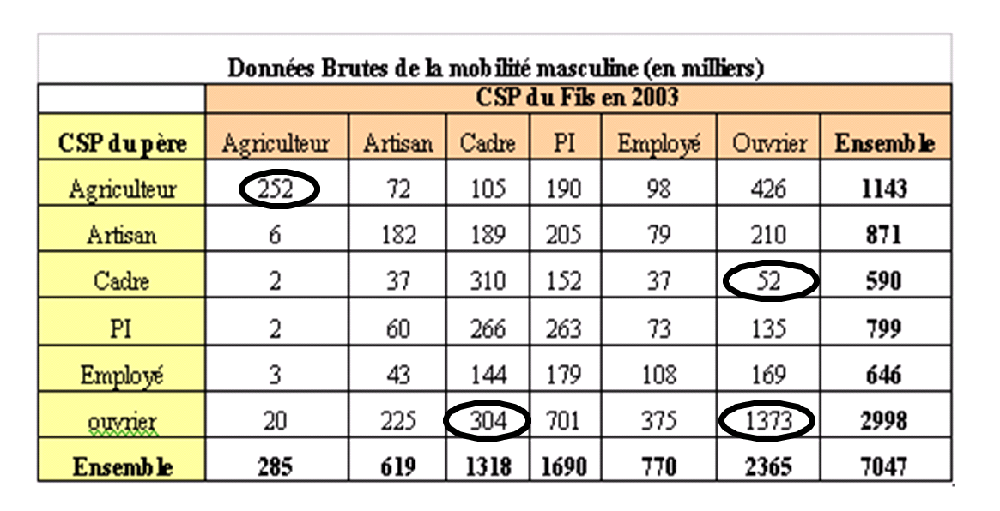 Données Brutes de la mobilité masculine (en milliers)
CSP du Fils en 2003
CSP du père Agriculteur Artisan Cadre PI Employé Ouvrier Ensemble
Agriculteur 252 72 105 190 98 426 1143
Artisan 6 182 189 205 79 210 871
Cadre 2 37 310 152 37 52 590
PI 2 60 266 263 73 135 799
Employé 3 43 144 179 108 169 646
ouvrier 20 225 304 701 375 1373 2998
Ensemble 285 619 1318 1690 770 2365 7047